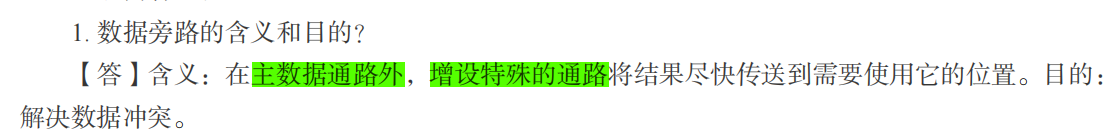 1. 数据旁路的含义和目的?
【答】含义：在主数据通路外，增设特殊的通路将结果尽快传送到需要使用它的位置。目的：
解决数据冲突。